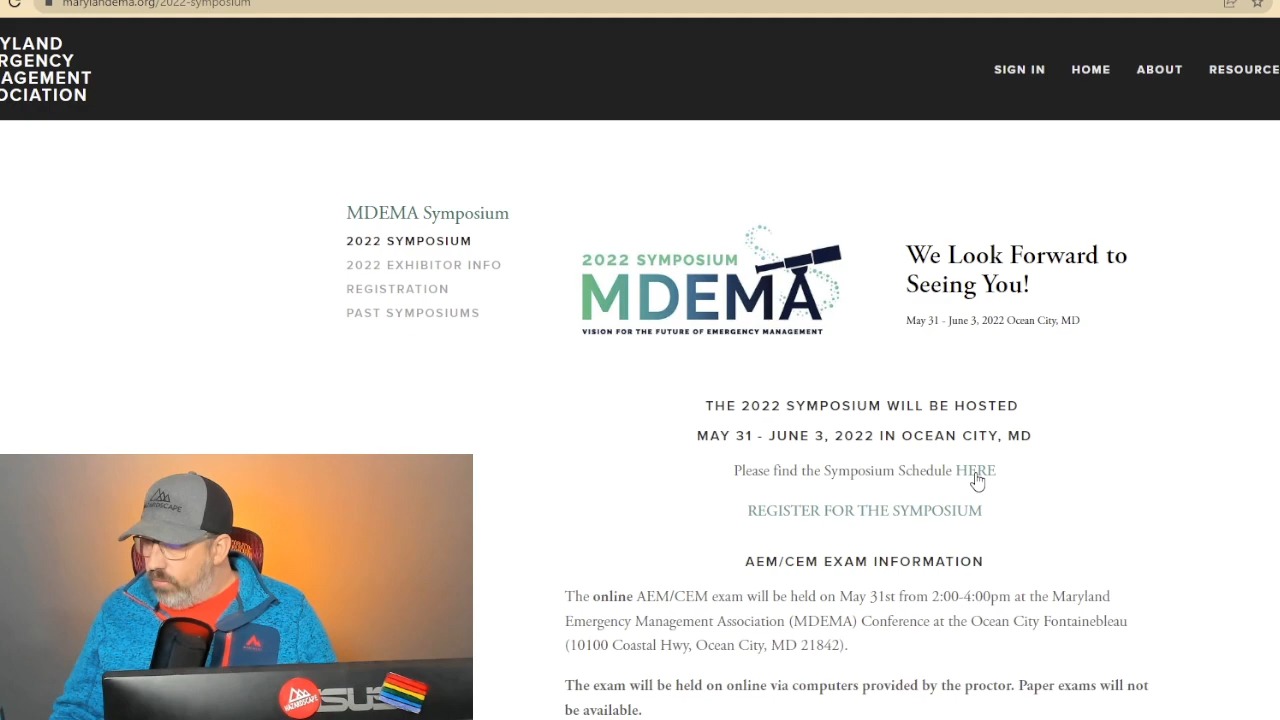 marylandema.org/2022-symposium
YLAND
RGENCY
AGEMENT
OCIATION
SIGN IN
HOME
ABOUT
RESOURCE
MDEMA Symposium
2022 SYMPOSIUM
2022 EXHIBITOR INFO
REGISTRATION
PAST SYMPOSIUMS
2022 SYMPOSIUM
MDEMA
VISION FOR THE FUTURE OF EMERGENCY MANAGEMENT
We Look Forward to
Seeing You!
May 31 - June 3, 2022 Ocean City, MD
THE 2022 SYMPOSIUM WILL BE HOSTED
MAY 31 - JUNE 3, 2022 IN OCEAN CITY, MD
Please find the Symposium Schedule HERE
REGISTER FOR THE SYMPOSIUM
AEM/CEM EXAM INFORMATION
The online AEM/CEM exam will be held on May 31st from 2:00-4:00pm at the Maryland
Emergency Management Association (MDEMA) Conference at the Ocean City Fontainebleau
(10100 Coastal Hwy, Ocean City, MD 21842).
The exam will be held on online via computers provided by the proctor. Paper exams will not
be available.
HAZARDSCAPE
SUS